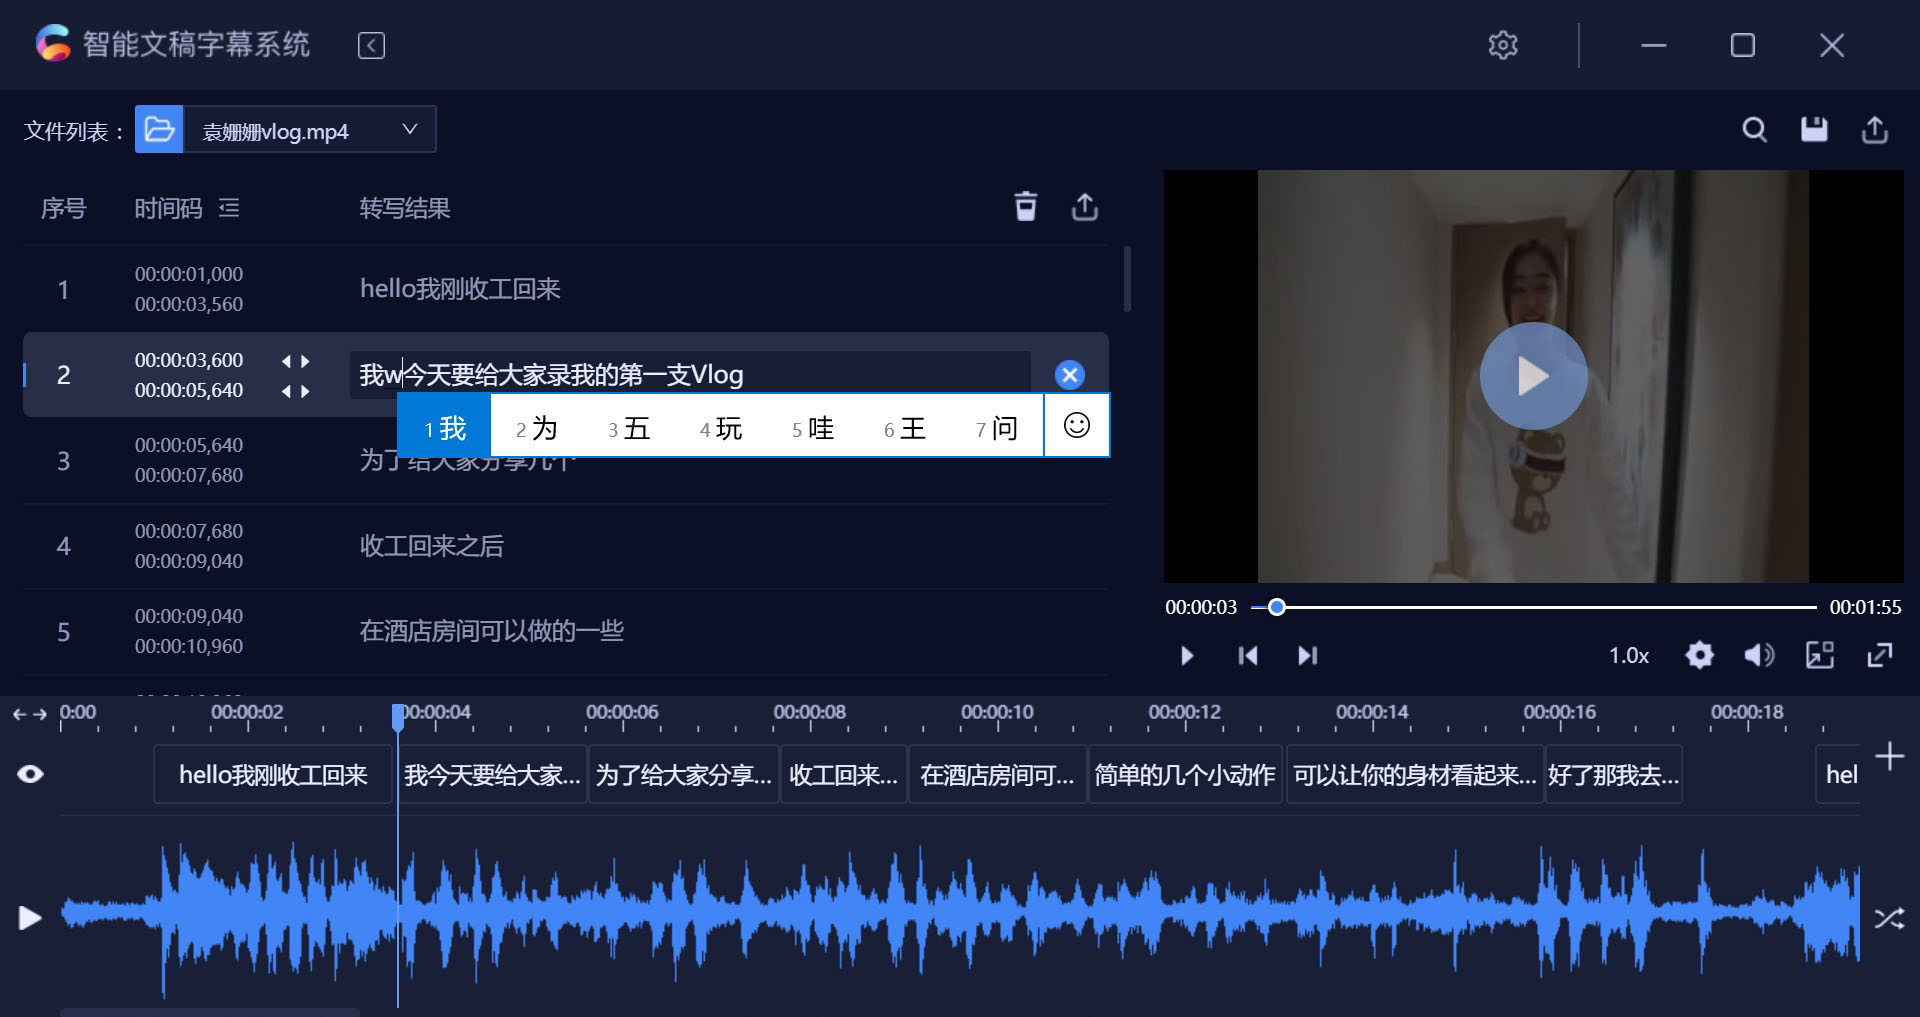 智能文稿字幕系统
文件列表：
袁姗姗vlog.mp4
序号 时间码 转写结果
1
00:00:01,000
00:00:03,560
hello我刚收工回来
2
00:00:03,600
00:00:05,640
我w今天要给大家录我的第一支Vlog
1 我 2 为 3 五 4 玩 5 哇 6 王 7 问
3
00:00:05,640
00:00:07,680
为了给大家分享几个
4
00:00:07,680
00:00:09,040
收工回来之后
5
00:00:09,040
00:00:10,960
在酒店房间可以做的一些
00:00:03 00:01:55
1.0x
0:00 00:00:02 00:00:04 00:00:06 00:00:08 00:00:10 00:00:12 00:00:14 00:00:16 00:00:18
hello我刚收工回来 我今天要给大家... 为了给大家分享... 收工回来... 在酒店房间可... 简单的几个小动作 可以让你的身材看起来... 好了那我去... hel